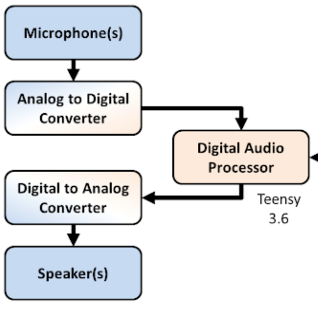 Microphone(s)
Analog to Digital
Converter
Digital Audio
Processor
Digital to Analog
Converter
Teensy
3.6
Speaker(s)